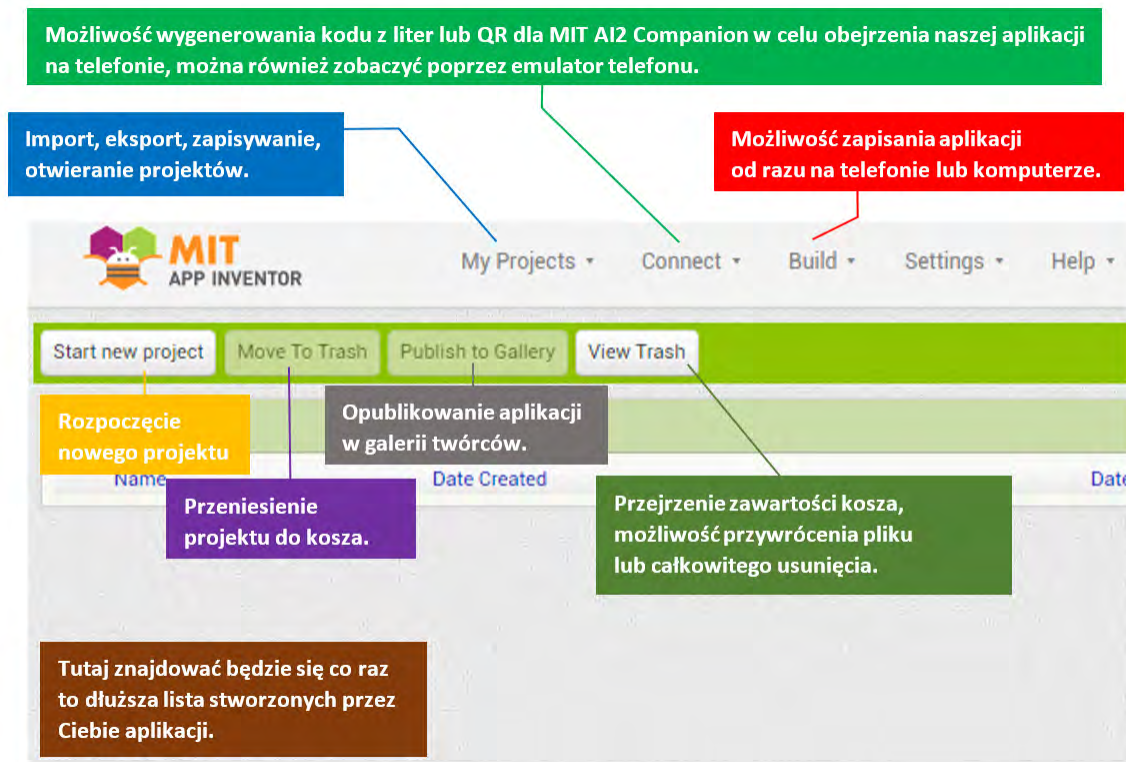 Możliwość wygenerowania kodu z liter lub QR dla MIT AI2 Companion w celu obejrzenia naszej aplikacji
na telefonie, można również zobaczyć poprzez emulator telefonu.
Import, eksport, zapisywanie,
otwieranie projektów.
Możliwość zapisania aplikacji
od razu na telefonie lub komputerze.
MIT
APP INVENTOR
My Projects
Connect
Build
Settings
Help
Start new project
Move To Trash
Publish to Gallery
View Trash
Rozpoczęcie
nowego projektu
Opublikowanie aplikacji
w galerii twórców.
Name
Date Created
Date
Przeniesienie
projektu do kosza.
Przejrzenie zawartości kosza,
możliwość przywrócenia pliku
lub całkowitego usunięcia.
Tutaj znajdować będzie się co raz
to dłuższa lista stworzonych przez
Ciebie aplikacji.